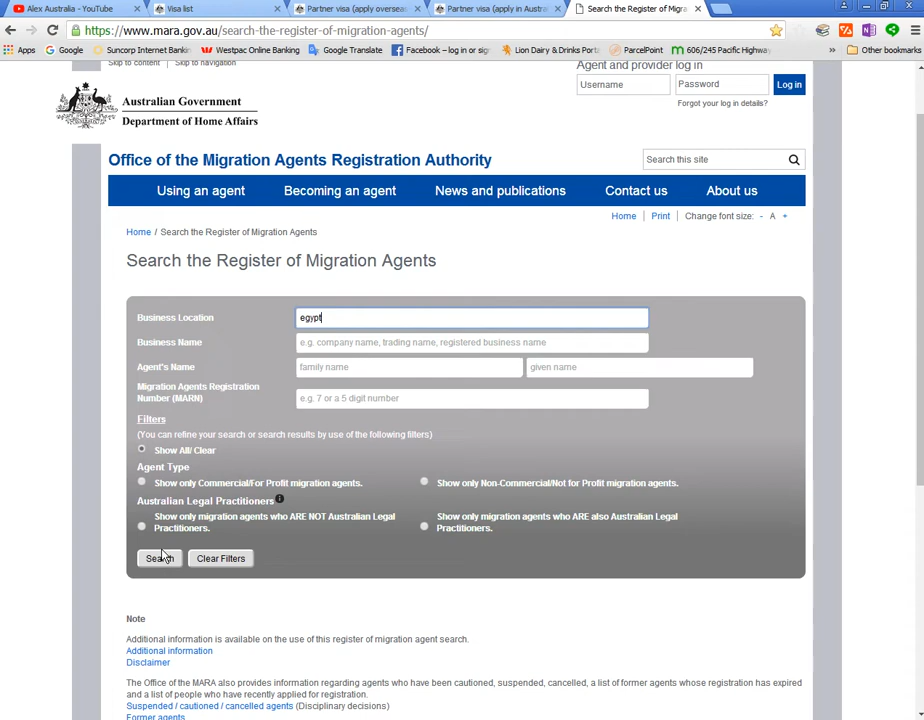 Alex Australia - YouTube
Visa list
Partner visa (apply overseas
Partner visa (apply in Austra
Search the Register of Migra
https://www.mara.gov.au/search-the-register-of-migration-agents/
Apps
Google
Suncorp Internet Bankin
Westpac Online Banking
Google Translate
Facebook – log in or sign
Lion Dairy & Drinks Porta
ParcelPoint
606/245 Pacific Highway
»
Other bookmarks
Skip to content
Skip to navigation
Agent and provider log in
Username
Password
Log in
Forgot your log in details?
Australian Government
Department of Home Affairs
Office of the Migration Agents Registration Authority
Search this site
Using an agent
Becoming an agent
News and publications
Contact us
About us
Home
Print
Change font size: - A +
Home / Search the Register of Migration Agents
Search the Register of Migration Agents
Business Location
egypt
Business Name
e.g. company name, trading name, registered business name
Agent's Name
family name
given name
Migration Agents Registration
Number (MARN)
e.g. 7 or a 5 digit number
Filters
(You can refine your search or search results by use of the following filters)
Show All/ Clear
Agent Type
Show only Commercial/For Profit migration agents.
Show only Non-Commercial/Not for Profit migration agents.
Australian Legal Practitioners
Show only migration agents who ARE NOT Australian Legal
Practitioners.
Show only migration agents who ARE also Australian Legal
Practitioners.
Search
Clear Filters
Note
Additional information is available on the use of this register of migration agent search.
Additional information
Disclaimer
The Office of the MARA also provides information regarding agents who have been cautioned, suspended, cancelled, a list of former agents whose registration has expired
and a list of people who have recently applied for registration.
Suspended / cautioned / cancelled agents (Disciplinary decisions)
Former agents